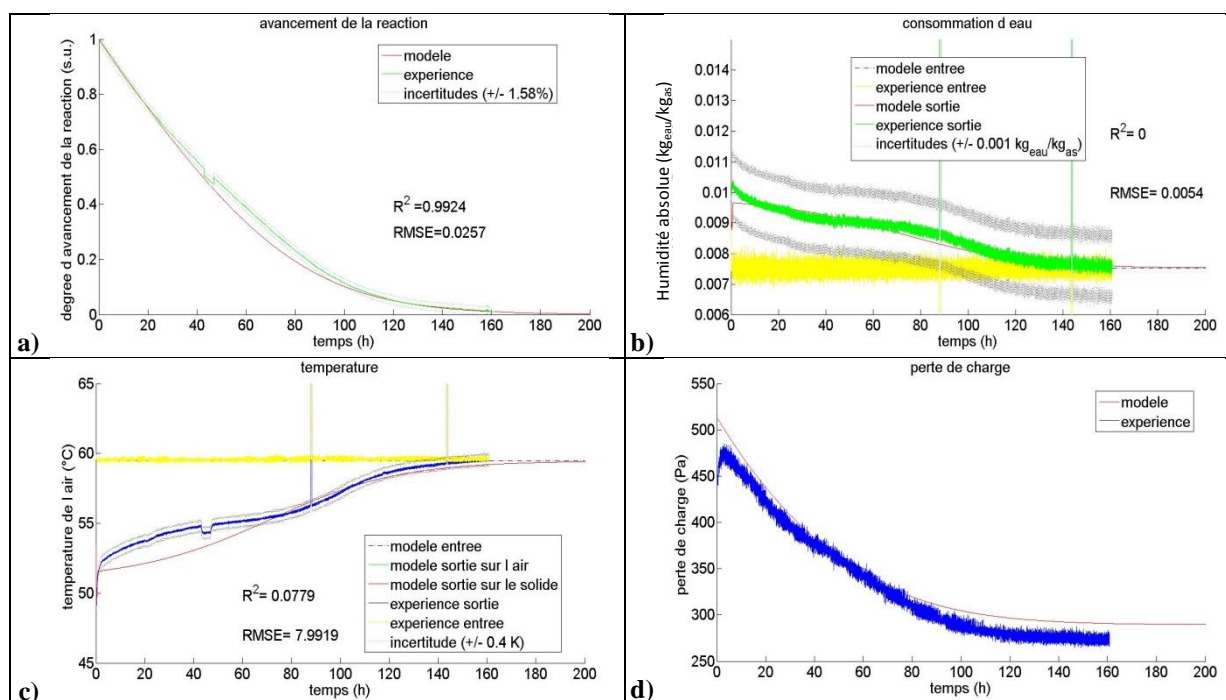 avancement de la reaction
degree d avancement de la reaction (s.u.)
1
0.8
0.6
0.4
0.2
0
modele
experience
incertitudes (+/- 1.58%)
R² =0.9924
RMSE=0.0257
0 20 40 60 80 100 120 140 160 180 200
temps (h)
a)
consommation d eau
Humidité absolue (kg_eau/kg_as)
0.015
0.014
0.013
0.012
0.011
0.01
0.009
0.008
0.007
0.006
modele entree
experience entree
modele sortie
experience sortie
incertitudes (+/- 0.001 kg_eau/kg_as)
R²= 0
RMSE= 0.0054
0 20 40 60 80 100 120 140 160 180 200
temps (h)
b)
temperature
temperature de l air (°C)
65
60
55
50
45
modele entree
modele sortie sur l air
modele sortie sur le solide
experience sortie
experience entree
incertitude (+/- 0.4 K)
R²= 0.0779
RMSE= 7.9919
0 20 40 60 80 100 120 140 160 180 200
temps (h)
c)
perte de charge
perte de charge (Pa)
550
500
450
400
350
300
250
modele
experience
0 20 40 60 80 100 120 140 160 180 200
temps (h)
d)